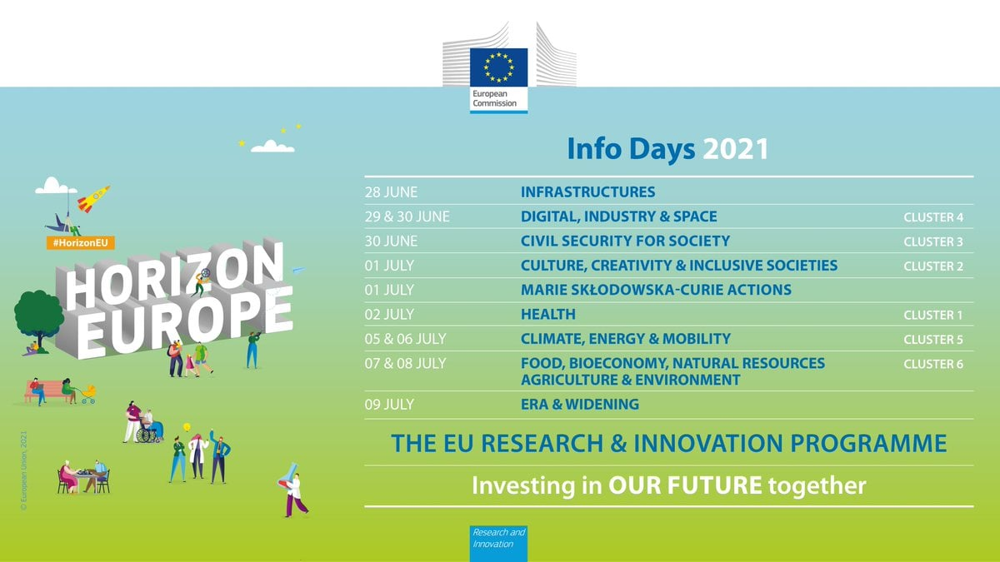 European
Commission
Info Days 2021
28 JUNE INFRASTRUCTURES
29 & 30 JUNE DIGITAL, INDUSTRY & SPACE CLUSTER 4
30 JUNE CIVIL SECURITY FOR SOCIETY CLUSTER 3
01 JULY CULTURE, CREATIVITY & INCLUSIVE SOCIETIES CLUSTER 2
01 JULY MARIE SKŁODOWSKA-CURIE ACTIONS
02 JULY HEALTH CLUSTER 1
05 & 06 JULY CLIMATE, ENERGY & MOBILITY CLUSTER 5
07 & 08 JULY FOOD, BIOECONOMY, NATURAL RESOURCES CLUSTER 6
AGRICULTURE & ENVIRONMENT
09 JULY ERA & WIDENING
THE EU RESEARCH & INNOVATION PROGRAMME
Investing in OUR FUTURE together
#HorizonEU
HORIZON
EUROPE
© European Union, 2021
Research and
Innovation